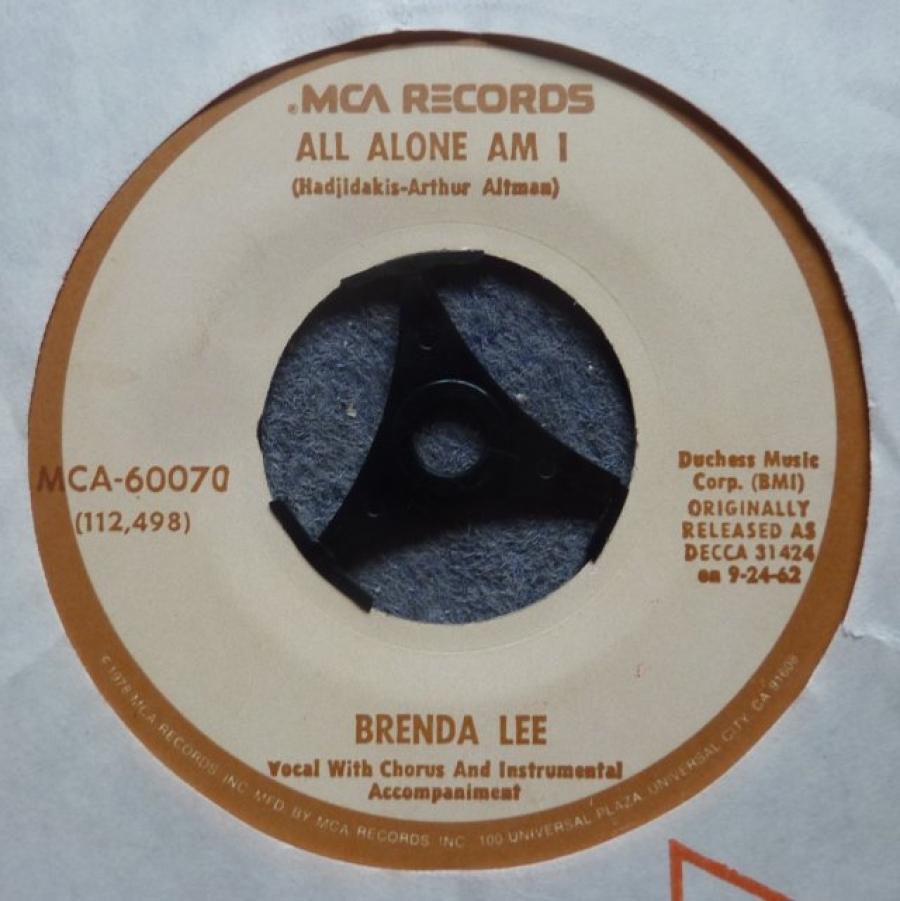 ®MCA RECORDS
ALL ALONE AM I
(Hadjidakis-Arthur Altman)
MCA-60070
(112,498)
Duchess Music
Corp. (BMI)
ORIGINALLY
RELEASED AS
DECCA 31424
on 9-24-62
BRENDA LEE
Vocal With Chorus And Instrumental
Accompaniment
1978 MCA RECORDS INC MFD BY MCA RECORDS INC 100 UNIVERSAL PLAZA UNIVERSAL CITY, CA 91608